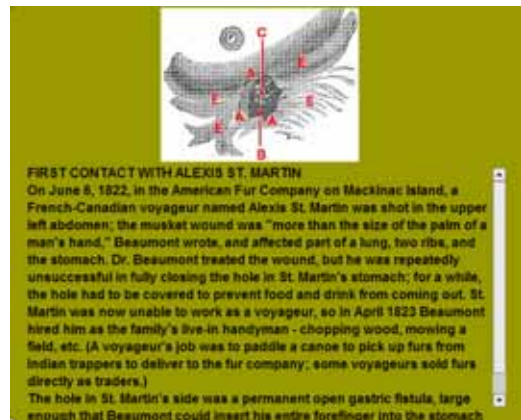 C
E
A
E
E
A
A
E
B
FIRST CONTACT WITH ALEXIS ST. MARTIN
On June 6, 1822, in the American Fur Company on Mackinac Island, a
French-Canadian voyageur named Alexis St. Martin was shot in the upper
left abdomen; the musket wound was "more than the size of the palm of a
man's hand," Beaumont wrote, and affected part of a lung, two ribs, and
the stomach. Dr. Beaumont treated the wound, but he was repeatedly
unsuccessful in fully closing the hole in St. Martin's stomach; for a while,
the hole had to be covered to prevent food and drink from coming out. St.
Martin was now unable to work as a voyageur, so in April 1823 Beaumont
hired him as the family's live-in handyman - chopping wood, mowing a
field, etc. (A voyageur's job was to paddle a canoe to pick up furs from
Indian trappers to deliver to the fur company; some voyageurs sold furs
directly as traders.)
The hole in St. Martin's side was a permanent open gastric fistula, large
enough that Beaumont could insert his entire forefinger into the stomach